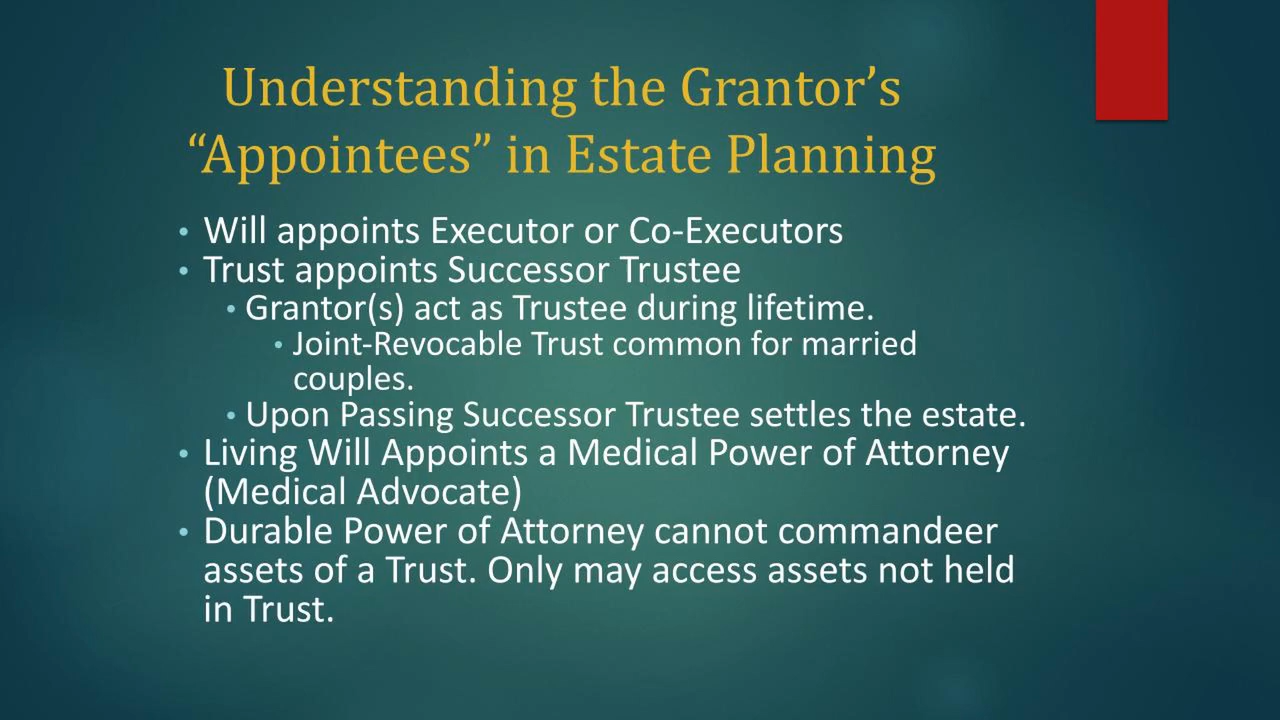 Understanding the Grantor’s
“Appointees” in Estate Planning
• Will appoints Executor or Co-Executors
• Trust appoints Successor Trustee
• Grantor(s) act as Trustee during lifetime.
• Joint-Revocable Trust common for married
couples.
• Upon Passing Successor Trustee settles the estate.
• Living Will Appoints a Medical Power of Attorney
(Medical Advocate)
• Durable Power of Attorney cannot commandeer
assets of a Trust. Only may access assets not held
in Trust.